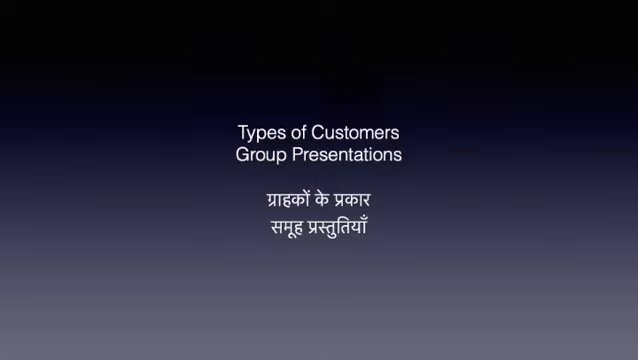 Types of Customers
Group Presentations
ग्राहकों के प्रकार
समूह प्रस्तुतियाँ